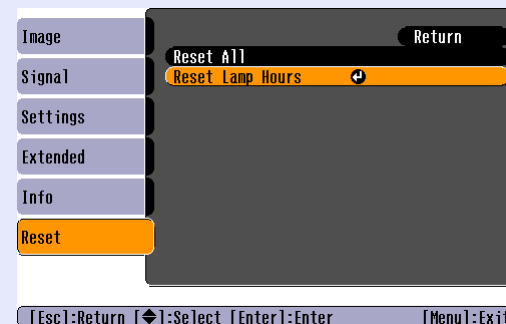 Image
Signal
Settings
Extended
Info
Reset
Return
Reset All
Reset Lamp Hours
[Esc]:Return [◆]:Select [Enter]:Enter [Menu]:Exit